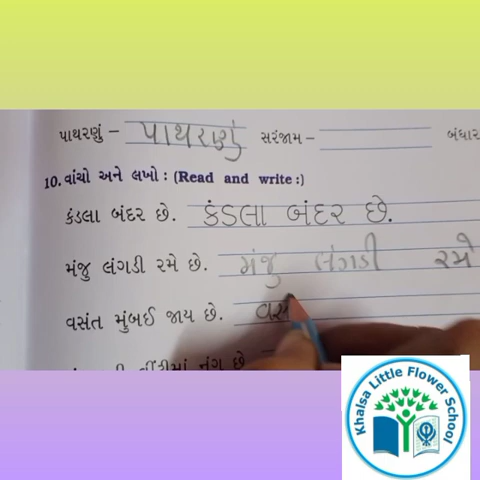 પાથરણું – પાથરણું સરંજામ –
10. વાંચો અને લખો : (Read and write :)
કંડલા બંદર છે. કંડલા બંદર છે.
મંજુ લંગડી રમે છે. મંજુ લંગડી રમે
વસંત મુંબઈ જાય છે. વસં
નંગ છે
Khalsa Little Flower School